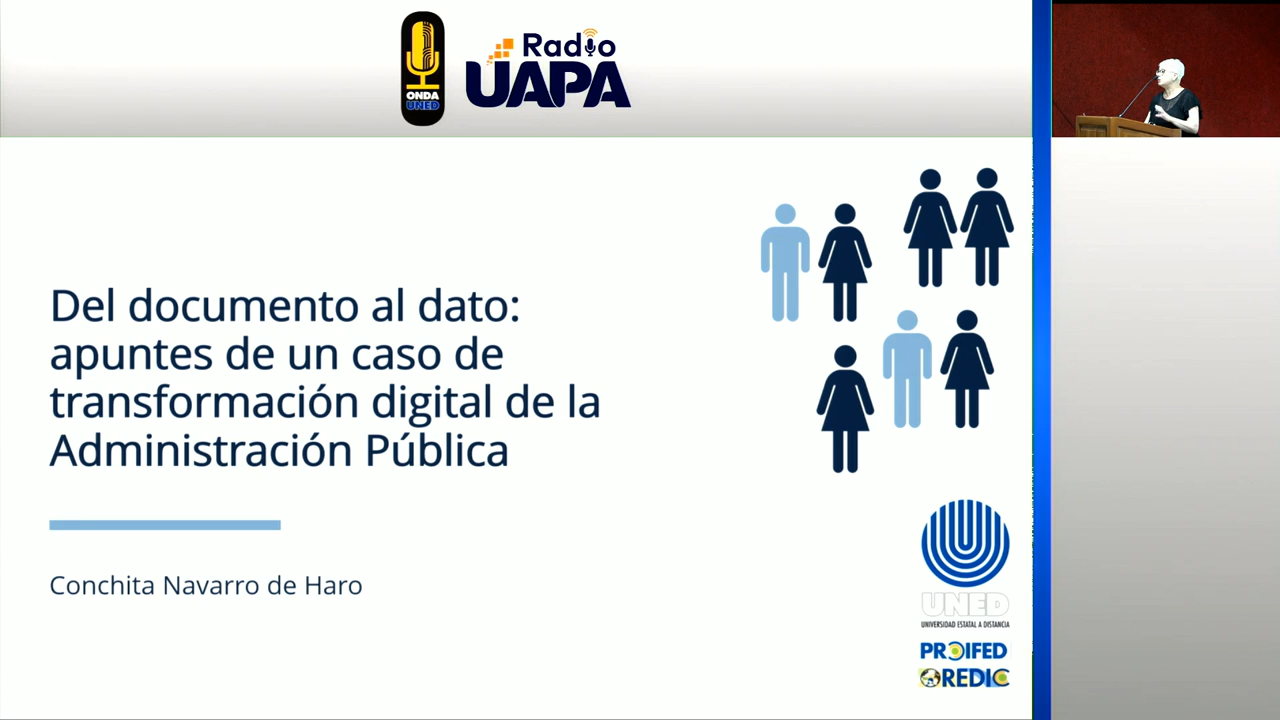 ONDA
UNED
Radio
UAPA
Del documento al dato:
apuntes de un caso de
transformación digital de la
Administración Pública
Conchita Navarro de Haro
UNED
UNIVERSIDAD ESTATAL A DISTANCIA
PROIFED
REDIC